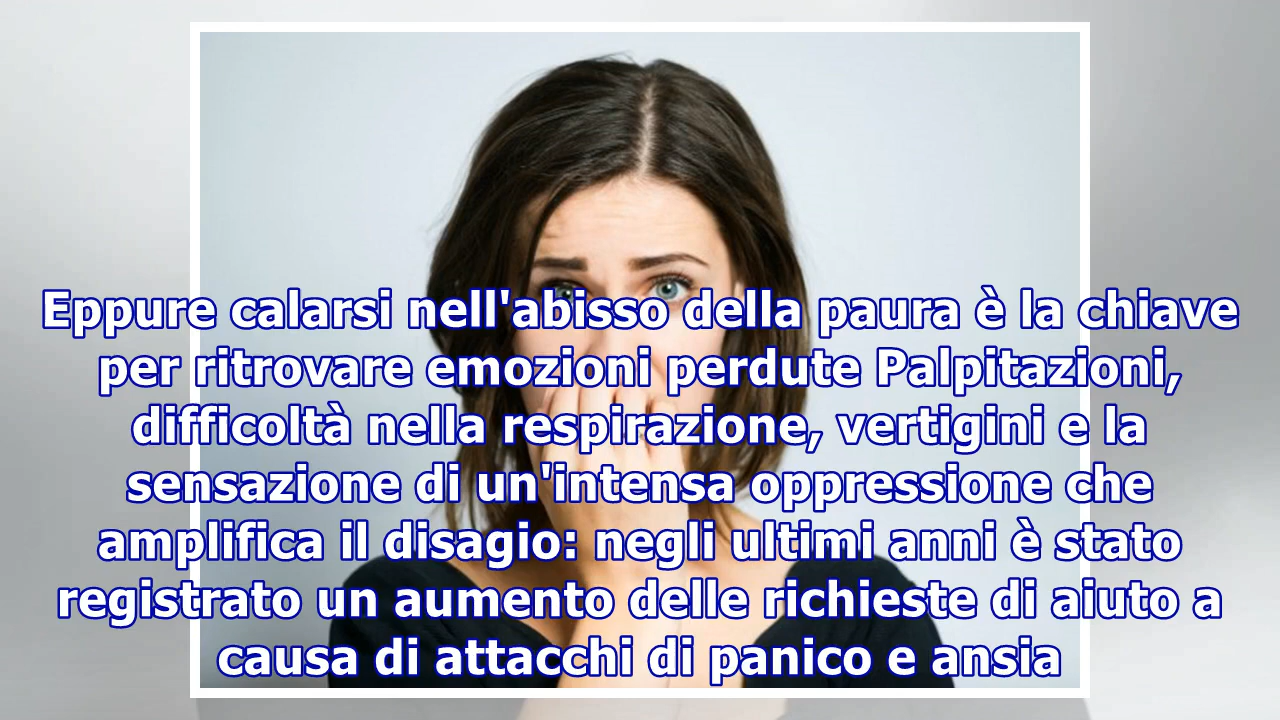 Eppure calarsi nell'abisso della paura è la chiave
per ritrovare emozioni perdute Palpitazioni,
difficoltà nella respirazione, vertigini e la
sensazione di un'intensa oppressione che
amplifica il disagio: negli ultimi anni è stato
registrato un aumento delle richieste di aiuto a
causa di attacchi di panico e ansia